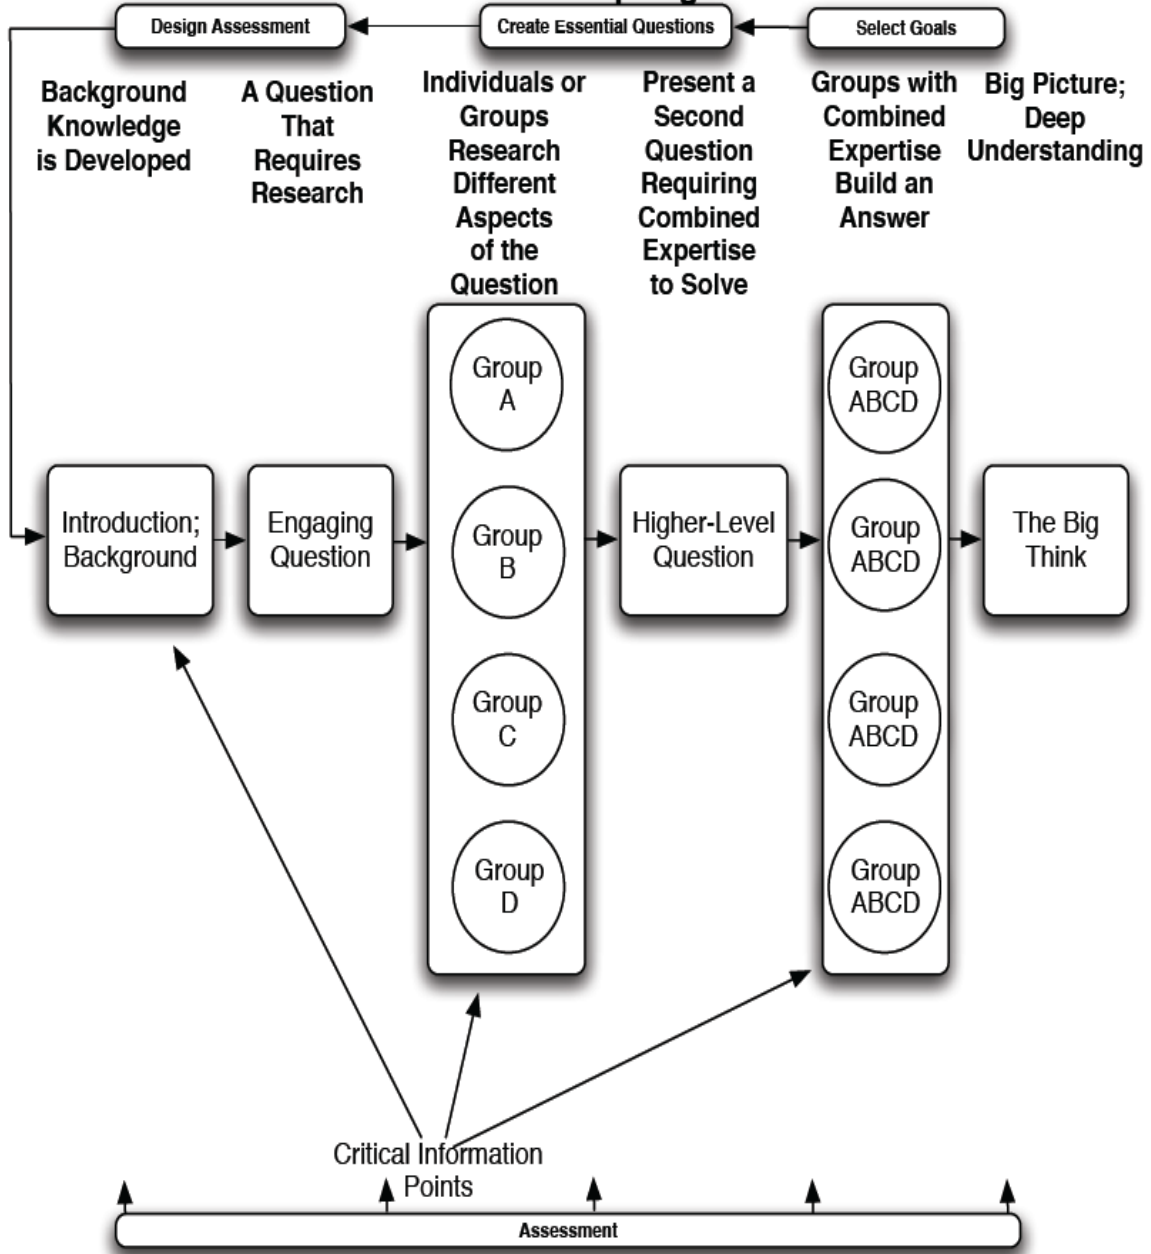 Design Assessment
Create Essential Questions
Select Goals
Background
Knowledge
is Developed
A Question
That
Requires
Research
Individuals or
Groups
Research
Different
Aspects
of the
Question
Present a
Second
Question
Requiring
Combined
Expertise
to Solve
Groups with
Combined
Expertise
Build an
Answer
Big Picture;
Deep
Understanding
Introduction;
Background
Engaging
Question
Group
A
Group
B
Group
C
Group
D
Higher-Level
Question
Group
ABCD
Group
ABCD
Group
ABCD
Group
ABCD
The Big
Think
Critical Information
Points
Assessment